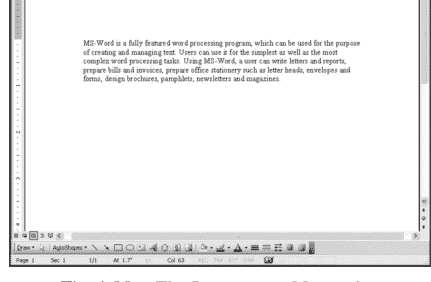 MS-Word is a fully featured word processing program, which can be used for the purpose
of creating and managing text. Users can use it for the simplest as well as the most
complex word processing tasks. Using MS-Word, a user can write letters and reports,
prepare bills and invoices, prepare office stationery such as letter heads, envelopes and
forms, design brochures, pamphlets, newsletters and magazines.
Draw AutoShapes
Page 1 Sec 1 1/1 At 1.7" Col 63 REC TRK EXT OVR